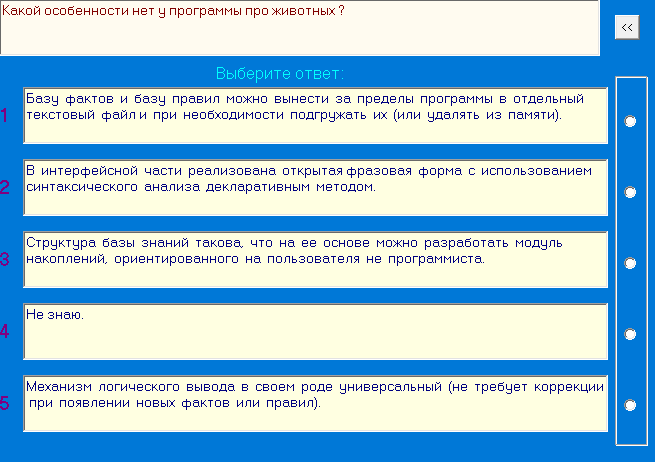 Какой особенности нет у программы про животных ?
<<
Выберите ответ:
1
Базу фактов и базу правил можно вынести за пределы программы в отдельный
текстовый файл и при необходимости подгружать их (или удалять из памяти).
2
В интерфейсной части реализована открытая фразовая форма с использованием
синтаксического анализа декларативным методом.
3
Структура базы знаний такова, что на ее основе можно разработать модуль
накоплений, ориентированного на пользователя не программиста.
4
Не знаю.
5
Механизм логического вывода в своем роде универсальный (не требует коррекции
при появлении новых фактов или правил).